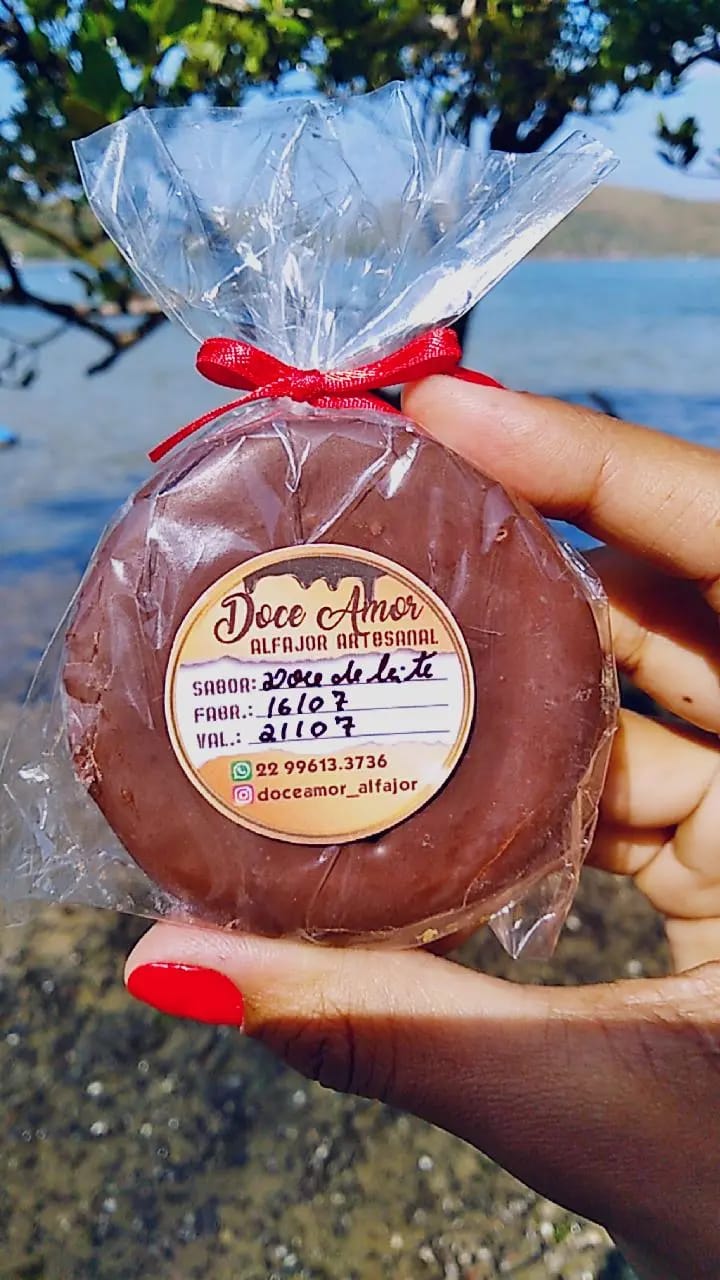 Doce Amor
ALFAJOR ARTESANAL
SABOR: Doce de leite
FABR.: 16/07
VAL.: 21/07
22 99613.3736
doceamor_alfajor